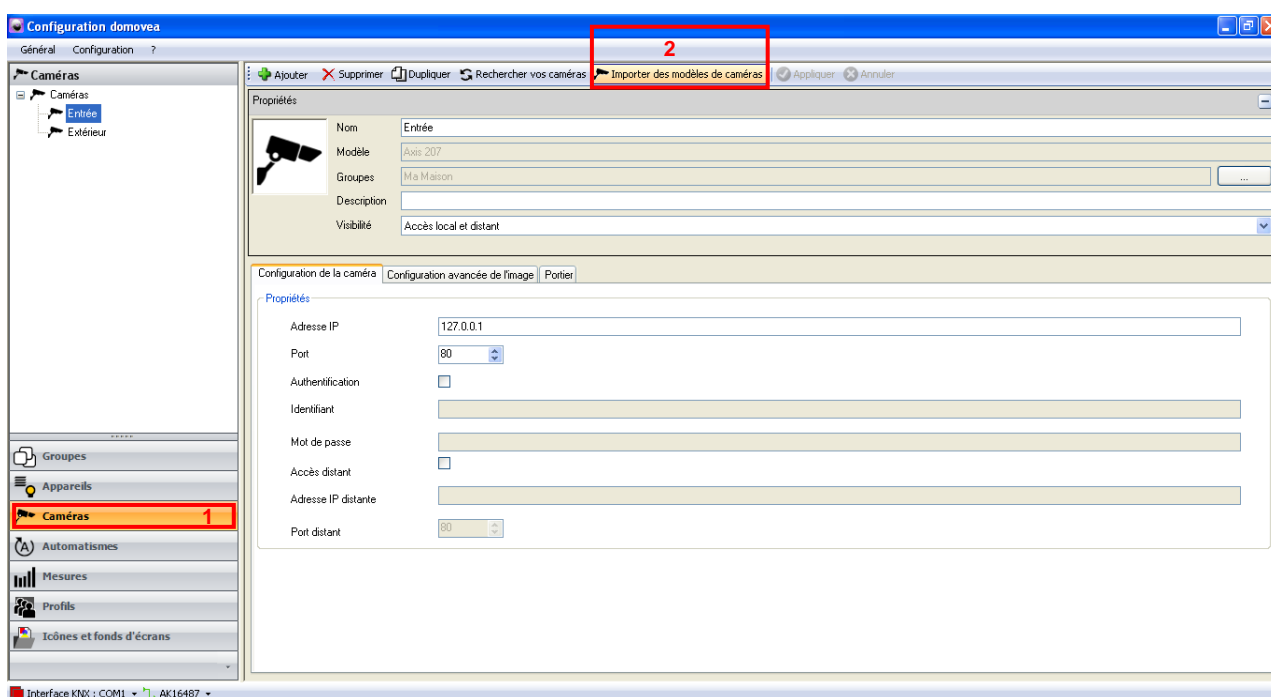 Configuration domovea
Général Configuration ?
2
Caméras
Ajouter Supprimer Dupliquer Rechercher vos caméras Importer des modèles de caméras Appliquer Annuler
Caméras
Entrée
Extérieur
Propriétés
Nom Entrée
Modèle Axis 207
Groupes Ma Maison ...
Description
Visibilité Accès local et distant
Configuration de la caméra Configuration avancée de l'image Portier
Propriétés
Adresse IP 127.0.0.1
Port 80
Authentification
Identifiant
Mot de passe
Accès distant
Adresse IP distante
Port distant 80
Groupes
Appareils
Caméras 1
Automatismes
Mesures
Profils
Icônes et fonds d'écrans
Interface KNX : COM1 AK16487